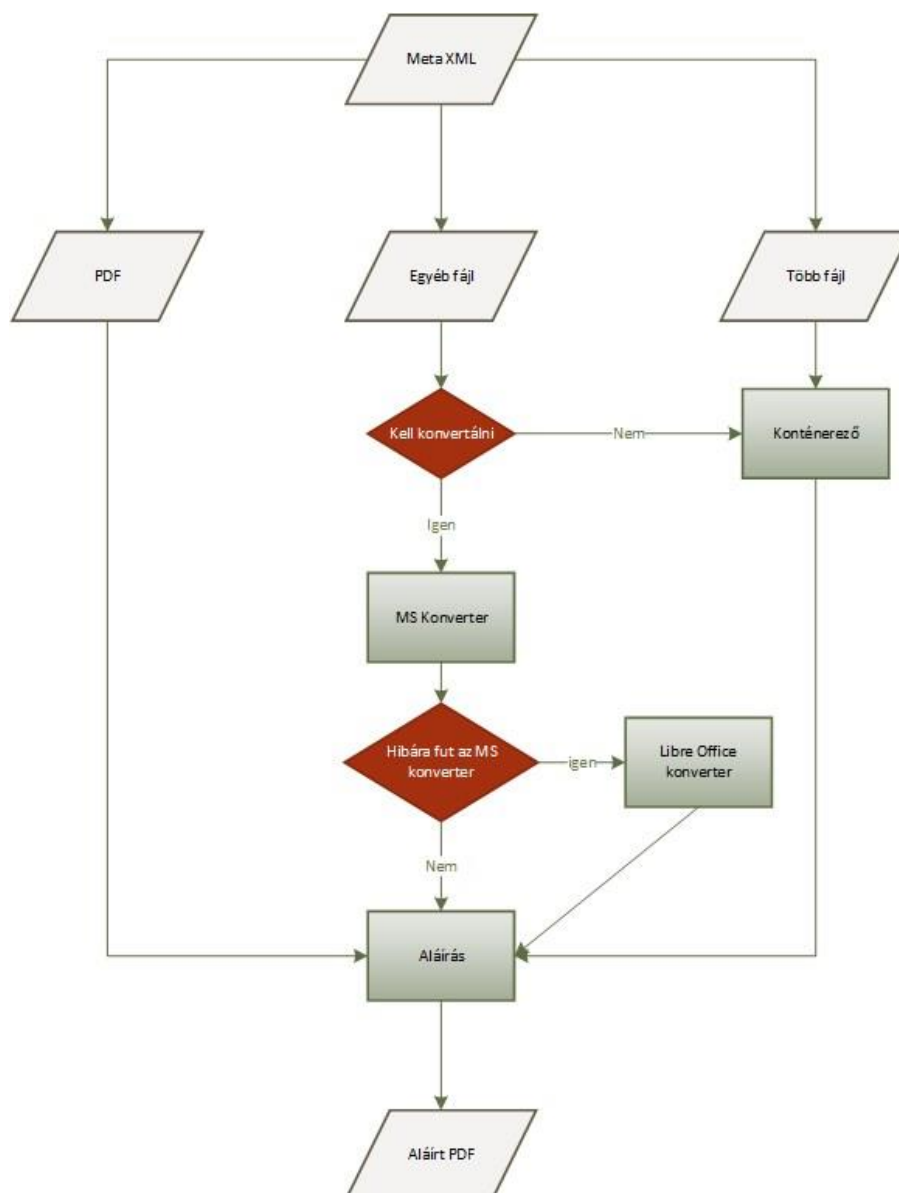 Meta XML
PDF
Egyéb fájl
Több fájl
Kell konvertálni
Nem
Konténerező
Igen
MS Konverter
Hibára fut az MS
konverter
igen
Libre Office
konverter
Nem
Aláírás
Aláírt PDF